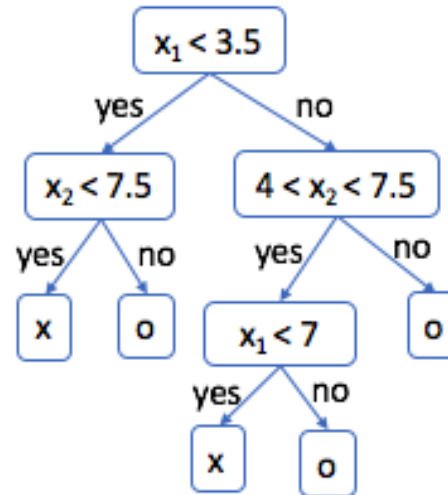 x₁ < 3.5
yes no
x₂ < 7.5 4 < x₂ < 7.5
yes no yes no
x o x₁ < 7 o
yes no
x o